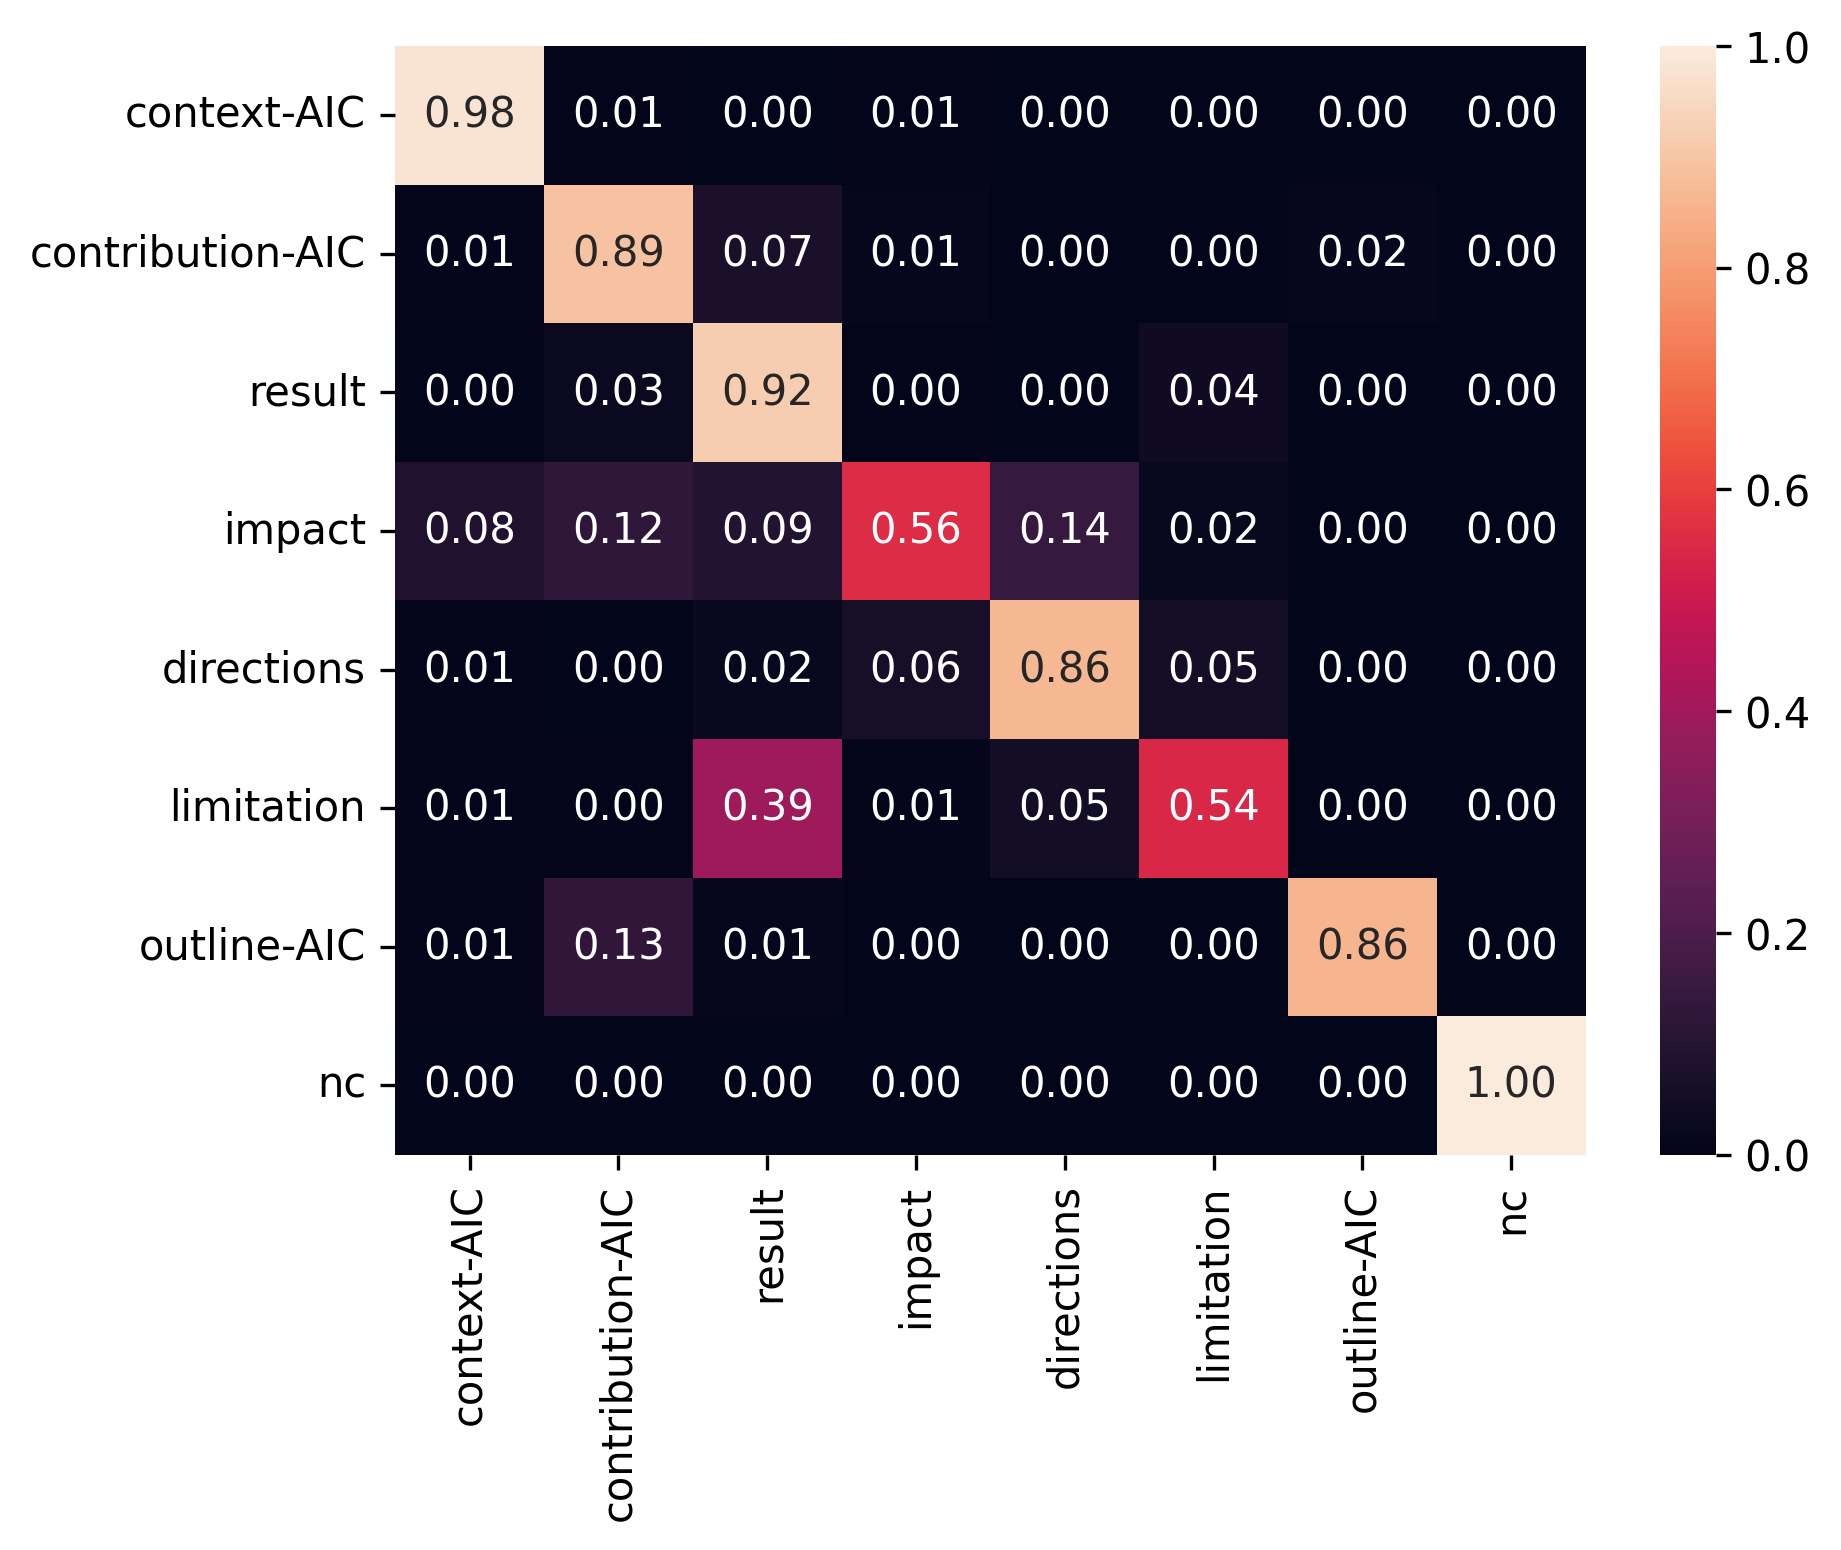 context-AIC 0.98 0.01 0.00 0.01 0.00 0.00 0.00 0.00
contribution-AIC 0.01 0.89 0.07 0.01 0.00 0.00 0.02 0.00
result 0.00 0.03 0.92 0.00 0.00 0.04 0.00 0.00
impact 0.08 0.12 0.09 0.56 0.14 0.02 0.00 0.00
directions 0.01 0.00 0.02 0.06 0.86 0.05 0.00 0.00
limitation 0.01 0.00 0.39 0.01 0.05 0.54 0.00 0.00
outline-AIC 0.01 0.13 0.01 0.00 0.00 0.00 0.86 0.00
nc 0.00 0.00 0.00 0.00 0.00 0.00 0.00 1.00
context-AIC
contribution-AIC
result
impact
directions
limitation
outline-AIC
nc
1.0
0.8
0.6
0.4
0.2
0.0